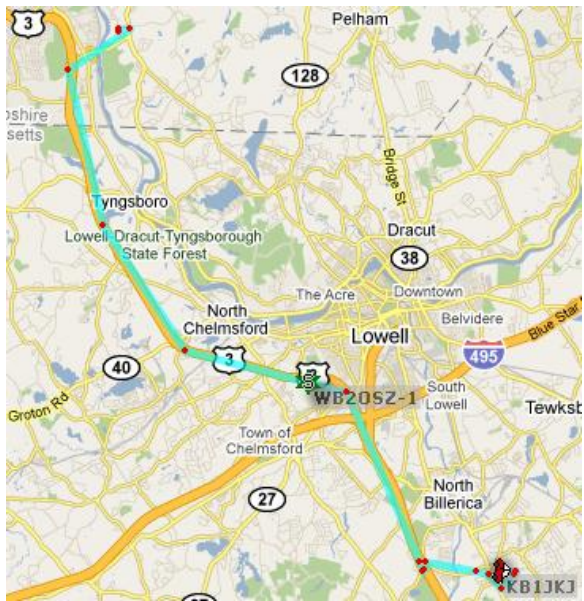 3
Pelham
128
pshire
setts
Bridge St
Tyngsboro
Lowell-Dracut-Tyngsborough
State Forest
Dracut
38
The Acre
Downtown
North
Chelmsford
Belvidere
Lowell
Blue Star
3
495
40
3
WB2OSZ-1
South
Lowell
Groton Rd
Tewksb
Town of
Chelmsford
North
Billerica
27
KB1JKJ